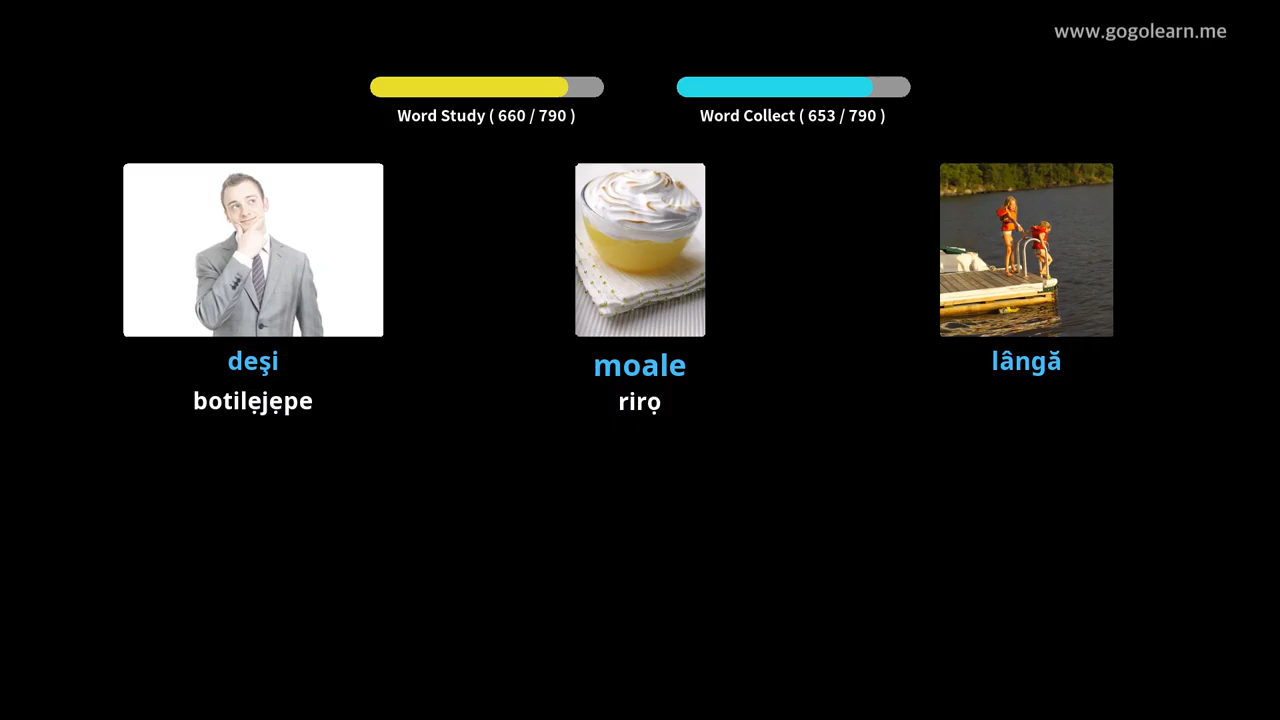 www.gogolearn.me
Word Study ( 660 / 790 )
Word Collect ( 653 / 790 )
deşi
moale
lângă
botilẹjẹpe
rirọ